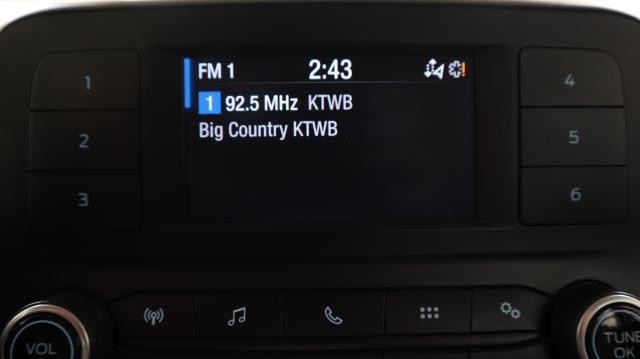 FM 1 2:43
1 92.5 MHz KTWB
Big Country KTWB
1
2
3
4
5
6
VOL
TUNE
OK